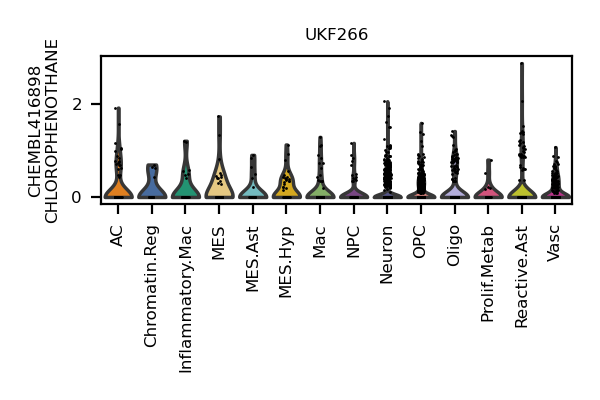 UKF266
CHEMBL416898
CHLOROPHENOTHANE
2
0
AC
Chromatin.Reg
Inflammatory.Mac
MES
MES.Ast
MES.Hyp
Mac
NPC
Neuron
OPC
Oligo
Prolif.Metab
Reactive.Ast
Vasc